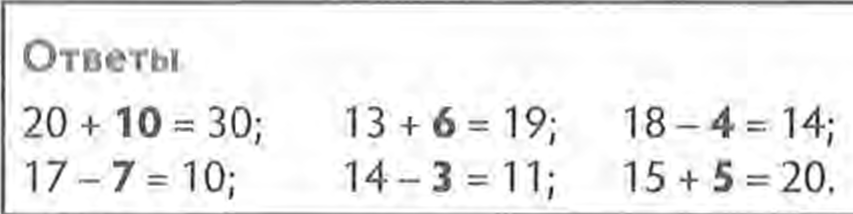 Ответы
20 + 10 = 30; 13 + 6 = 19; 18 – 4 = 14;
17 – 7 = 10; 14 – 3 = 11; 15 + 5 = 20.